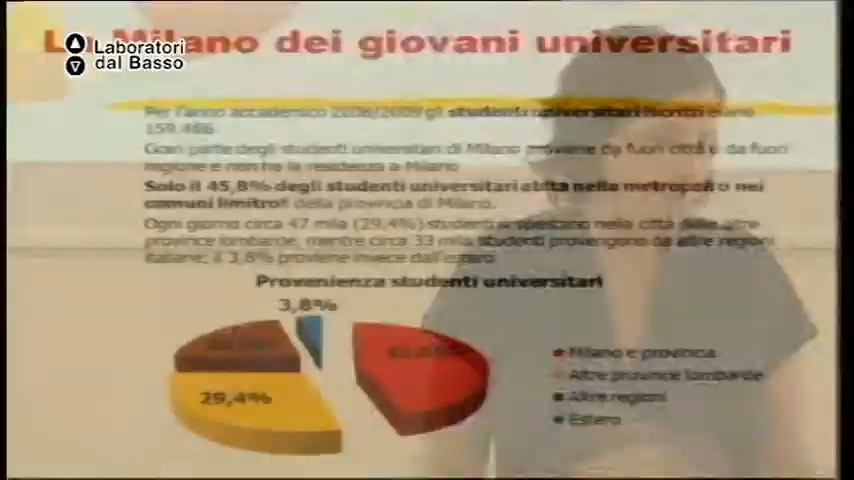 La Milano dei giovani universitari
Laboratori
dal Basso
Per l'anno accademico 2008/2009 gli studenti universitari iscritti erano
159.486
Gran parte degli studenti universitari di Milano proviene da fuori città o da fuori
regione e non ha la residenza a Milano
Solo il 45,8% degli studenti universitari abita nella metropoli o nei
comuni limitrofi della provincia di Milano.
Ogni giorno circa 47 mila (29,4%) studenti si spostano nella città dalle altre
province lombarde, mentre circa 33 mila studenti provengono da altre regioni
italiane; il 3,8% proviene invece dall'estero
Provenienza studenti universitari
3,8%
29,4%
Milano e provincia
Altre province lombarde
Altre regioni
Estero